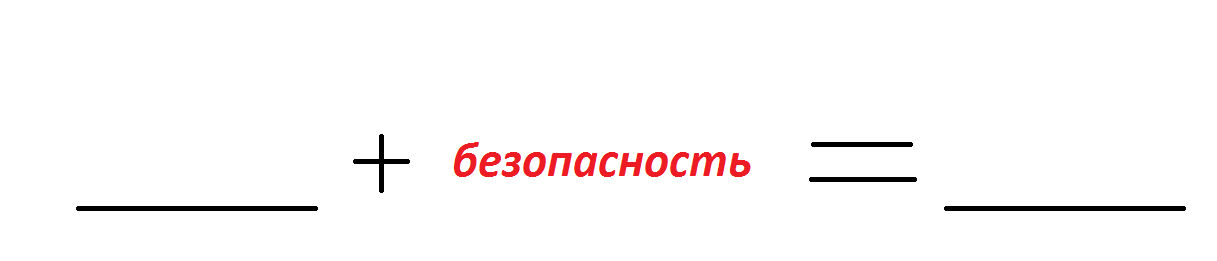 + безопасность =